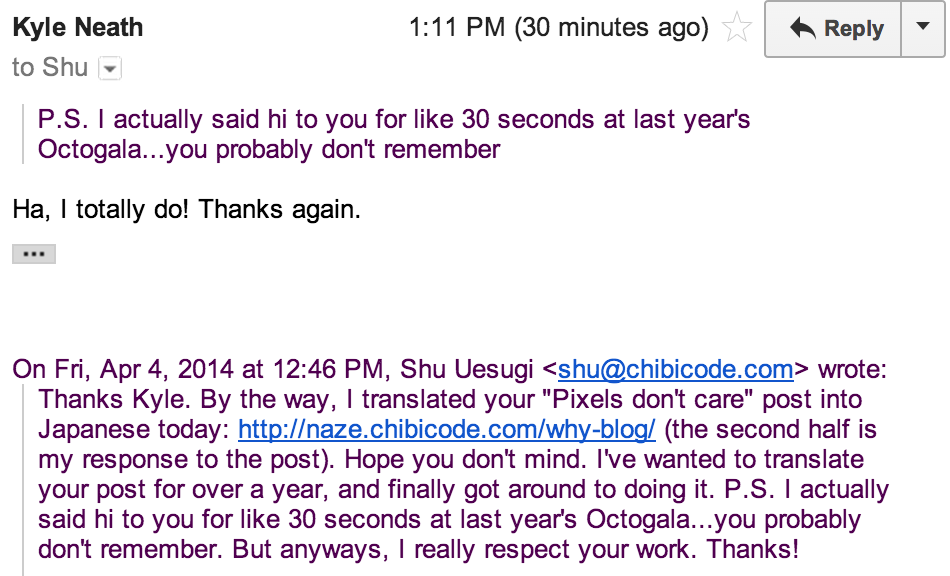 Kyle Neath 1:11 PM (30 minutes ago) Reply
to Shu
P.S. I actually said hi to you for like 30 seconds at last year's
Octogala...you probably don't remember
Ha, I totally do! Thanks again.
On Fri, Apr 4, 2014 at 12:46 PM, Shu Uesugi <shu@chibicode.com> wrote:
Thanks Kyle. By the way, I translated your "Pixels don't care" post into
Japanese today: http://naze.chibicode.com/why-blog/ (the second half is
my response to the post). Hope you don't mind. I've wanted to translate
your post for over a year, and finally got around to doing it. P.S. I actually
said hi to you for like 30 seconds at last year's Octogala...you probably
don't remember. But anyways, I really respect your work. Thanks!